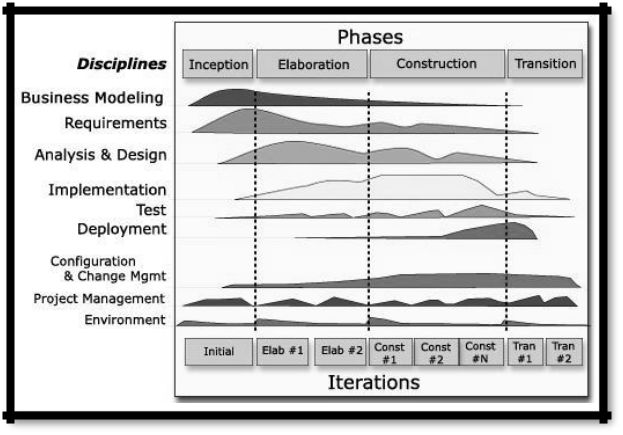 Phases
Disciplines
Inception
Elaboration
Construction
Transition
Business Modeling
Requirements
Analysis & Design
Implementation
Test
Deployment
Configuration
& Change Mgmt
Project Management
Environment
Initial
Elab #1
Elab #2
Const
#1
Const
#2
Const
#N
Tran
#1
Tran
#2
Iterations